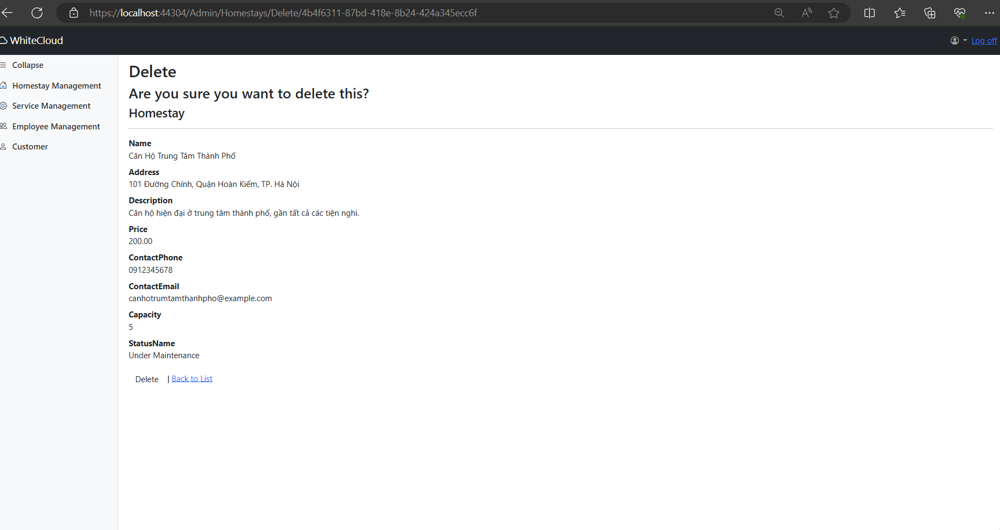 https://localhost:44304/Admin/Homestays/Delete/4b4f6311-87bd-418e-8b24-424a345ecc6f
WhiteCloud
Log off
Collapse
Homestay Management
Service Management
Employee Management
Customer
Delete
Are you sure you want to delete this?
Homestay
Name
Căn Hộ Trung Tâm Thành Phố
Address
101 Đường Chính, Quận Hoàn Kiếm, TP. Hà Nội
Description
Căn hộ hiện đại ở trung tâm thành phố, gần tất cả các tiện nghi.
Price
200.00
ContactPhone
0912345678
ContactEmail
canhotrumtamthanhpho@example.com
Capacity
5
StatusName
Under Maintenance
Delete | Back to List